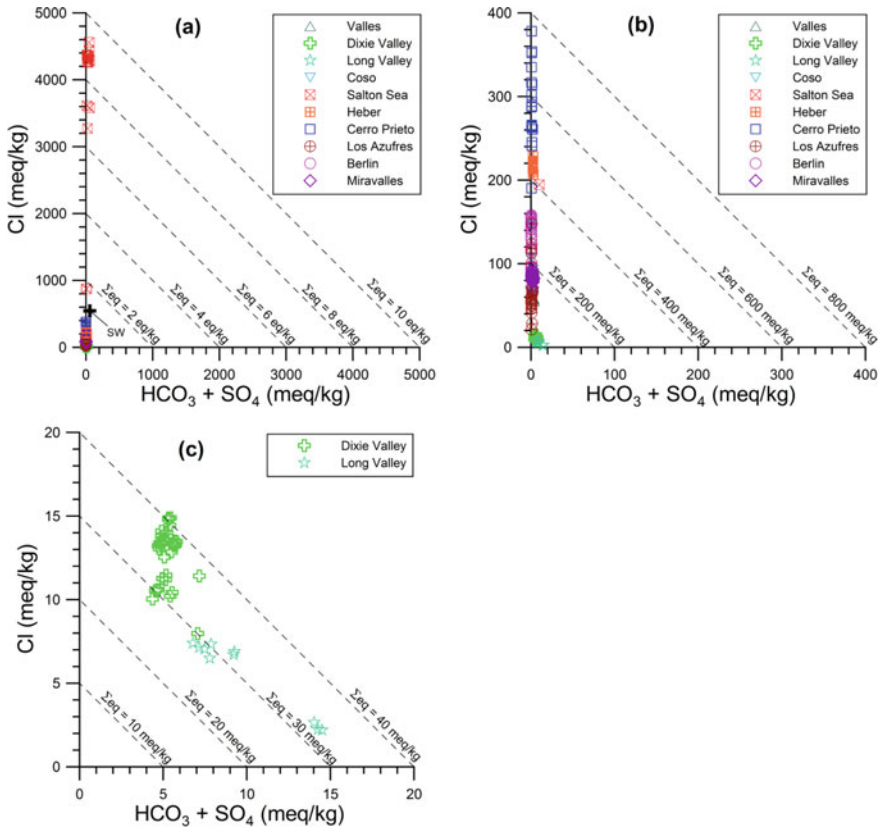 (a)
Valles
Dixie Valley
Long Valley
Coso
Salton Sea
Heber
Cerro Prieto
Los Azufres
Berlin
Miravalles
5000
4000
3000
2000
1000
0
Cl (meq/kg)
Σeq = 2 eq/kg
Σeq = 4 eq/kg
Σeq = 6 eq/kg
Σeq = 8 eq/kg
Σeq = 10 eq/kg
SW
0 1000 2000 3000 4000 5000
HCO₃ + SO₄ (meq/kg)
(b)
Valles
Dixie Valley
Long Valley
Coso
Salton Sea
Heber
Cerro Prieto
Los Azufres
Berlin
Miravalles
400
300
200
100
0
Cl (meq/kg)
Σeq = 200 meq/kg
Σeq = 400 meq/kg
Σeq = 600 meq/kg
Σeq = 800 meq/kg
0 100 200 300 400
HCO₃ + SO₄ (meq/kg)
(c)
Dixie Valley
Long Valley
20
15
10
5
0
Cl (meq/kg)
Σeq = 10 meq/kg
Σeq = 20 meq/kg
Σeq = 30 meq/kg
Σeq = 40 meq/kg
0 5 10 15 20
HCO₃ + SO₄ (meq/kg)